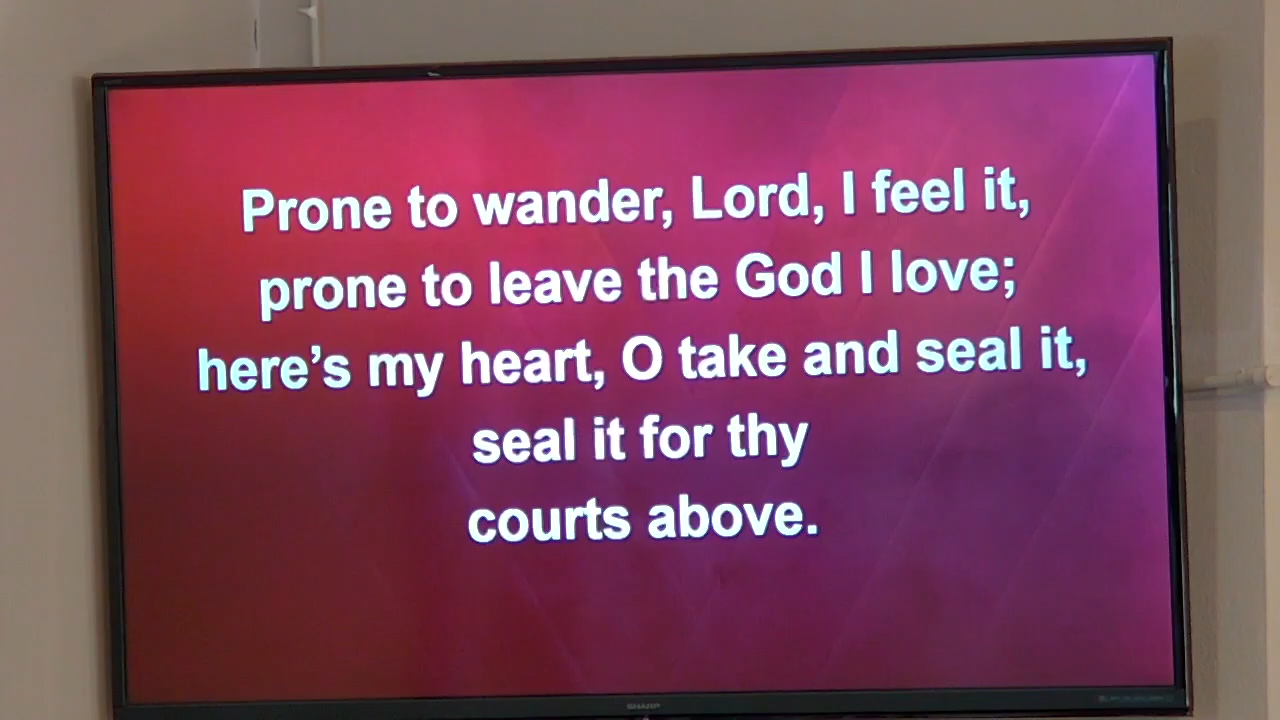 Prone to wander, Lord, I feel it,
prone to leave the God I love;
here’s my heart, O take and seal it,
seal it for thy
courts above.
SHARP